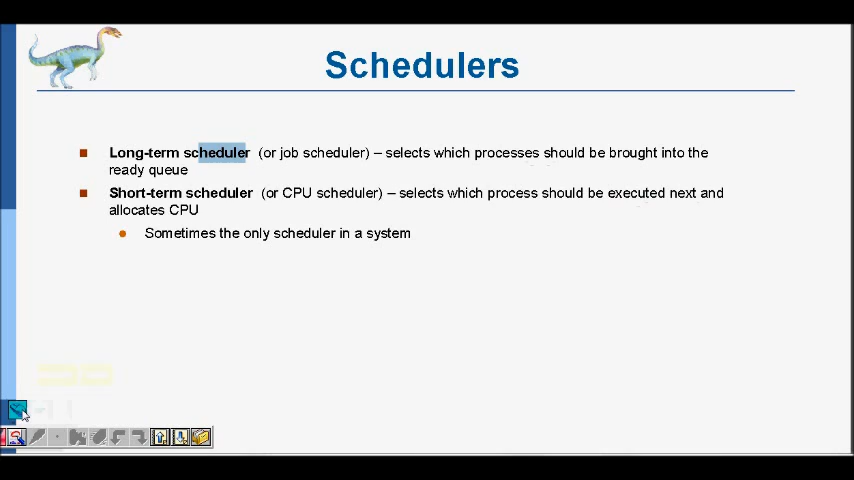 Schedulers
Long-term scheduler (or job scheduler) – selects which processes should be brought into the
ready queue
Short-term scheduler (or CPU scheduler) – selects which process should be executed next and
allocates CPU
Sometimes the only scheduler in a system